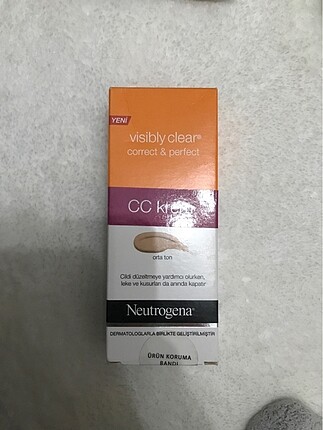 YENİ
visibly clear®
correct & perfect
CC krem
orta ton
Cildi düzeltmeye yardımcı olurken,
leke ve kusurları da anında kapatır
Neutrogena®
DERMATOLOGLARLA BİRLİKTE GELİŞTİRİLMİŞTİR
ÜRÜN KORUMA
BANDI